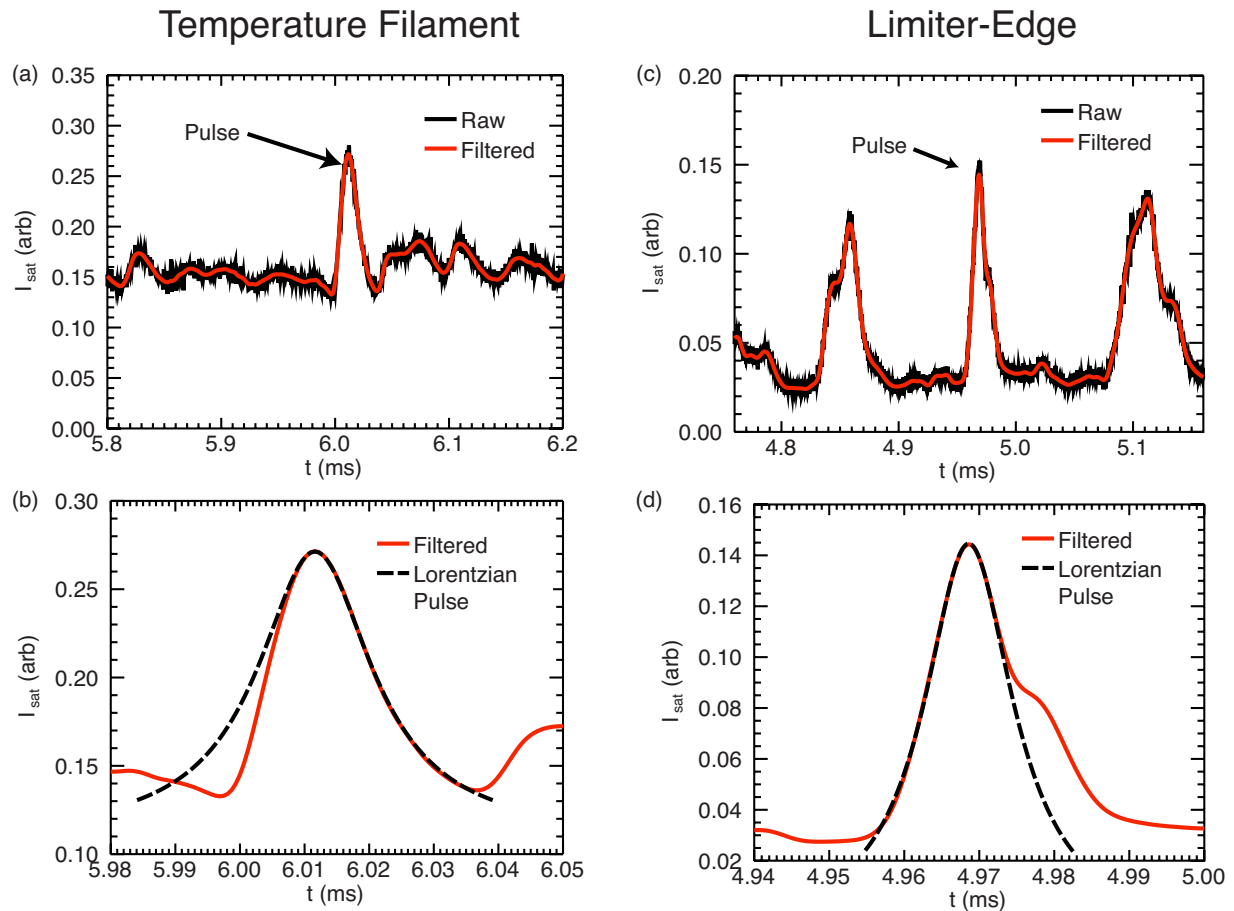 Temperature Filament
Limiter-Edge
(a)
0.35
0.30
0.25
0.20
0.15
0.10
0.00
I sat (arb)
Pulse
Raw
Filtered
5.8 5.9 6.0 6.1 6.2
t (ms)
(c)
0.20
0.15
0.10
0.05
0.00
I sat (arb)
Pulse
Raw
Filtered
4.8 4.9 5.0 5.1
t (ms)
(b)
0.30
0.25
0.20
0.15
0.10
I sat (arb)
Filtered
Lorentzian
Pulse
5.98 5.99 6.00 6.01 6.02 6.03 6.04 6.05
t (ms)
(d)
0.16
0.14
0.12
0.10
0.08
0.06
0.04
0.02
I sat (arb)
Filtered
Lorentzian
Pulse
4.94 4.95 4.96 4.97 4.98 4.99 5.00
t (ms)